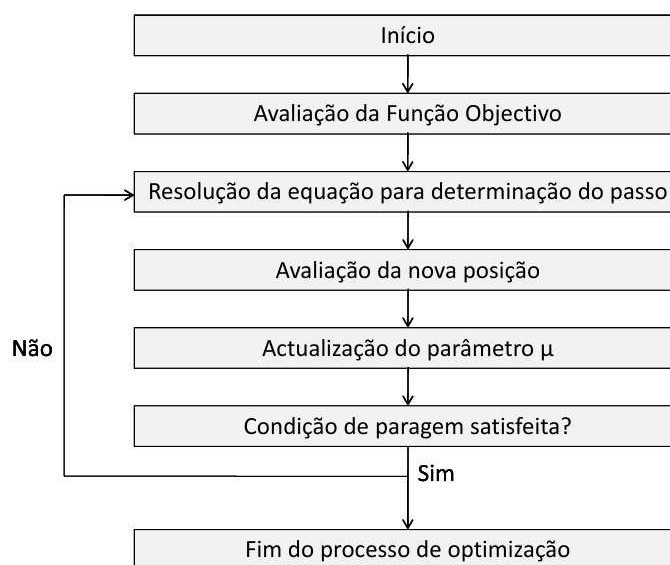 Início
Avaliação da Função Objectivo
Resolução da equação para determinação do passo
Avaliação da nova posição
Não
Actualização do parâmetro μ
Condição de paragem satisfeita?
Sim
Fim do processo de optimização